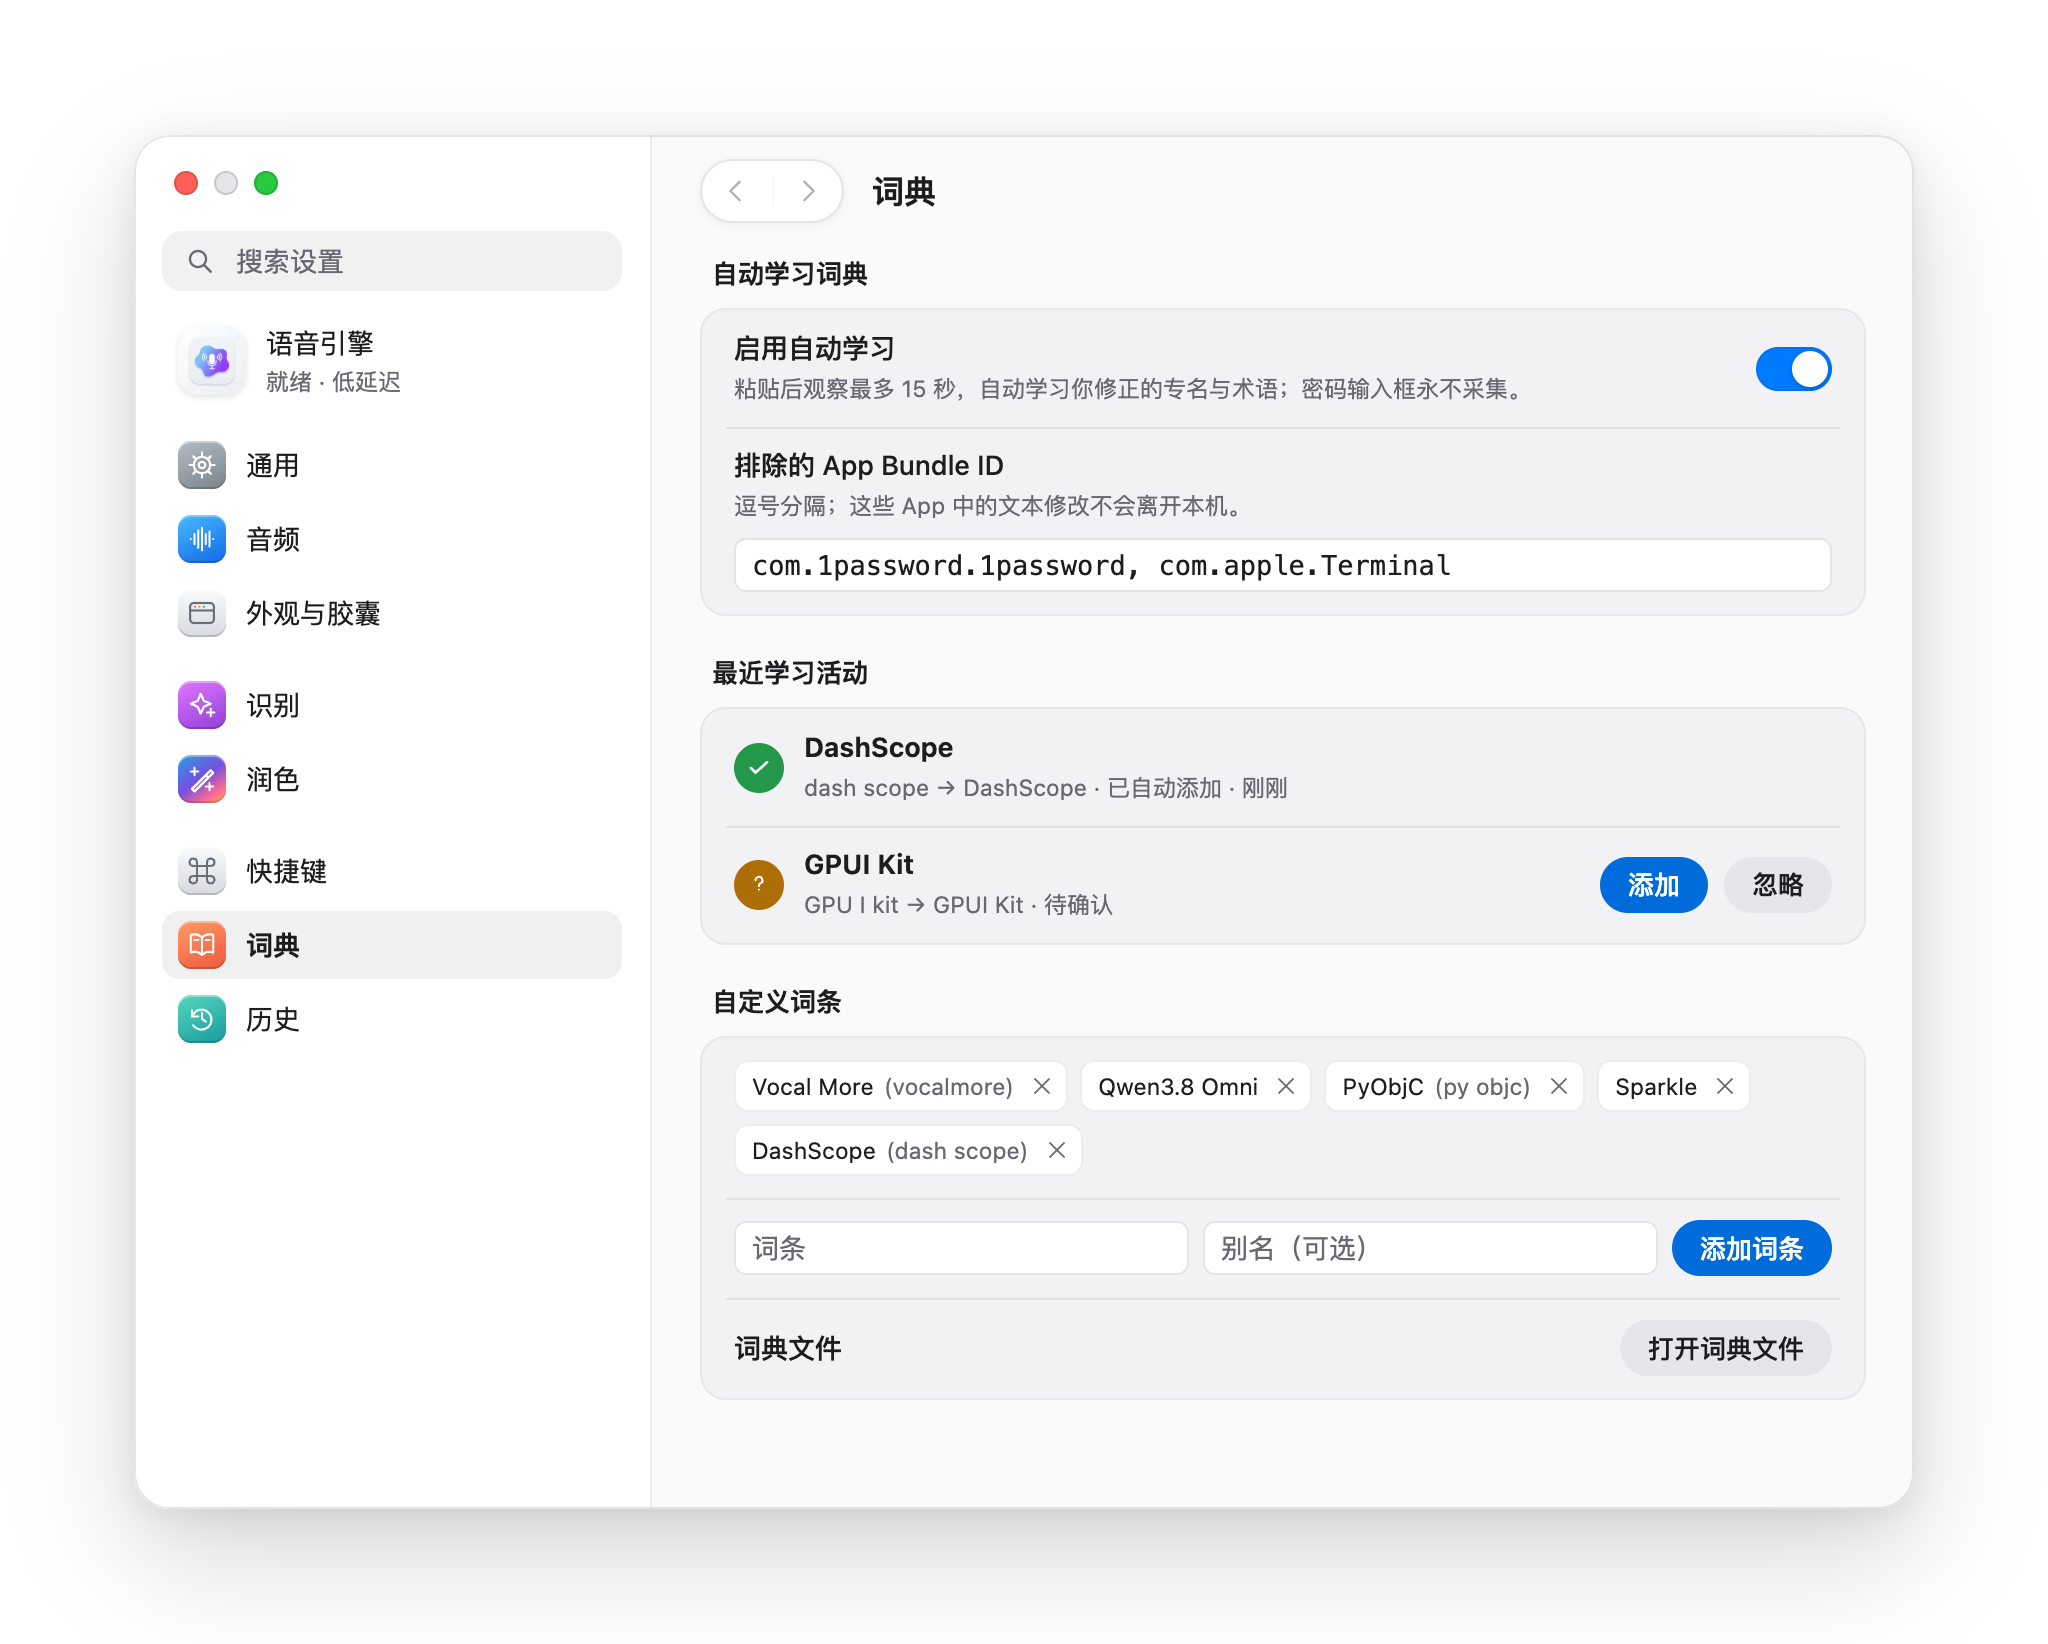 搜索设置
语音引擎
就绪 · 低延迟
通用
音频
外观与胶囊
识别
润色
快捷键
词典
历史
词典
自动学习词典
启用自动学习
粘贴后观察最多 15 秒，自动学习你修正的专名与术语；密码输入框永不采集。
排除的 App Bundle ID
逗号分隔；这些 App 中的文本修改不会离开本机。
com.1password.1password, com.apple.Terminal
最近学习活动
DashScope
dash scope → DashScope · 已自动添加 · 刚刚
GPUI Kit
GPU I kit → GPUI Kit · 待确认
添加 忽略
自定义词条
Vocal More (vocalmore) Qwen3.8 Omni PyObjC (py objc) Sparkle
DashScope (dash scope)
词条 别名（可选） 添加词条
词典文件 打开词典文件